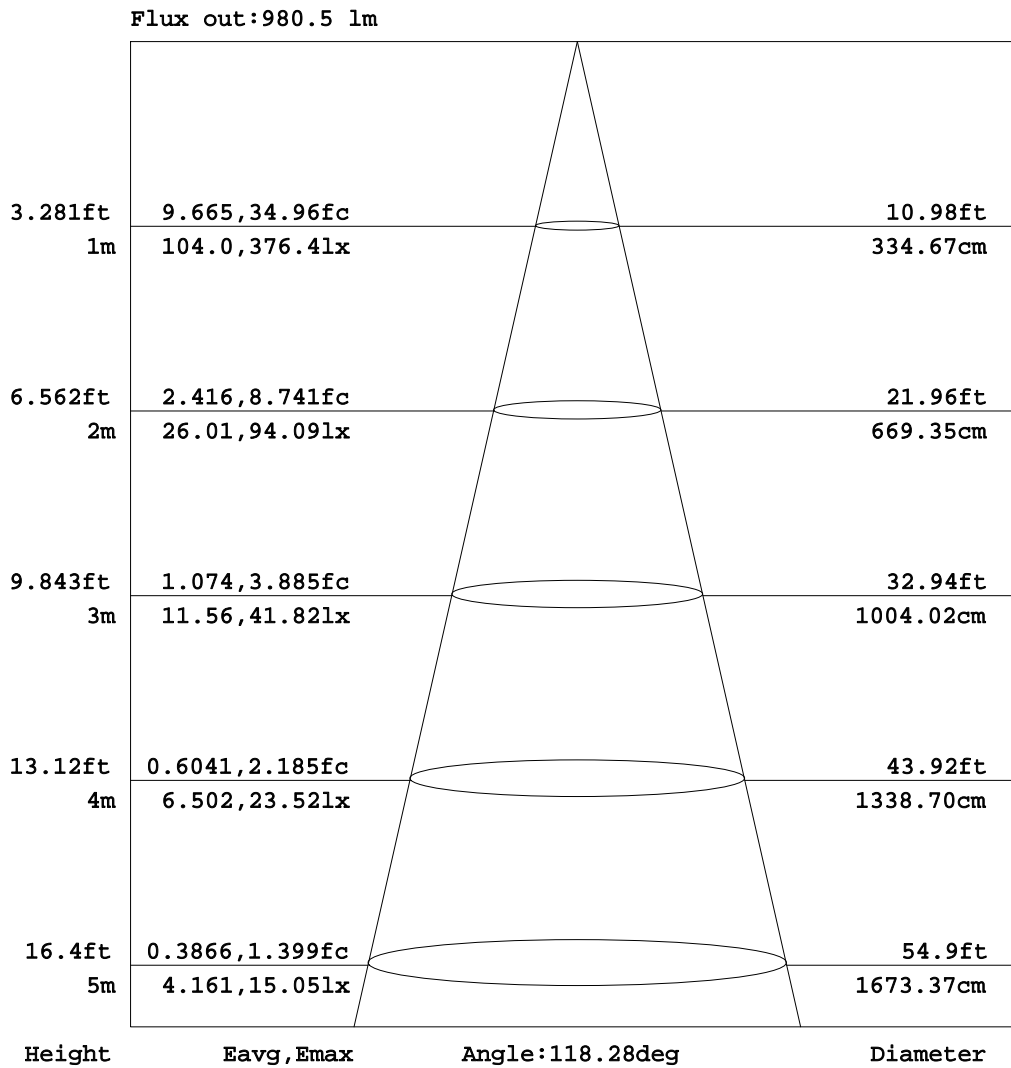 Flux out:980.5 lm
3.281ft 9.665,34.96fc 10.98ft
1m 104.0,376.4lx 334.67cm
6.562ft 2.416,8.741fc 21.96ft
2m 26.01,94.09lx 669.35cm
9.843ft 1.074,3.885fc 32.94ft
3m 11.56,41.82lx 1004.02cm
13.12ft 0.6041,2.185fc 43.92ft
4m 6.502,23.52lx 1338.70cm
16.4ft 0.3866,1.399fc 54.9ft
5m 4.161,15.05lx 1673.37cm
Height Eavg,Emax Angle:118.28deg Diameter